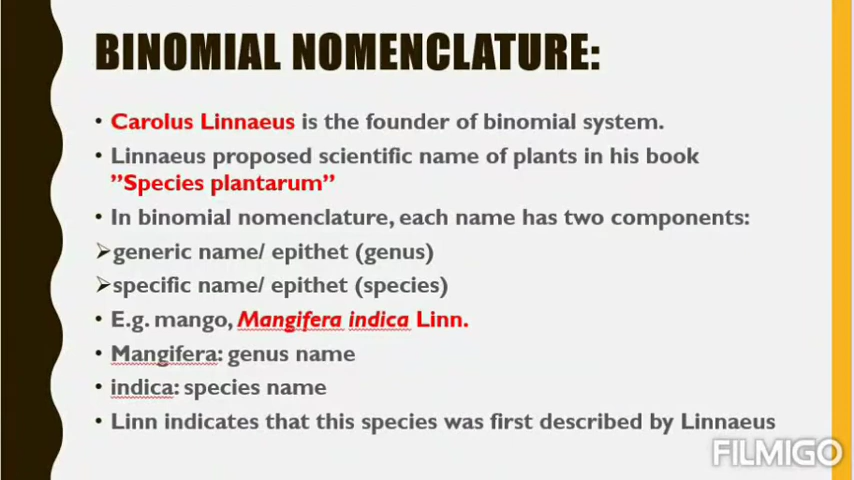 BINOMIAL NOMENCLATURE:
• Carolus Linnaeus is the founder of binomial system.
• Linnaeus proposed scientific name of plants in his book
”Species plantarum”
• In binomial nomenclature, each name has two components:
➢generic name/ epithet (genus)
➢specific name/ epithet (species)
• E.g. mango, Mangifera indica Linn.
• Mangifera: genus name
• indica: species name
• Linn indicates that this species was first described by Linnaeus
FILMIGO